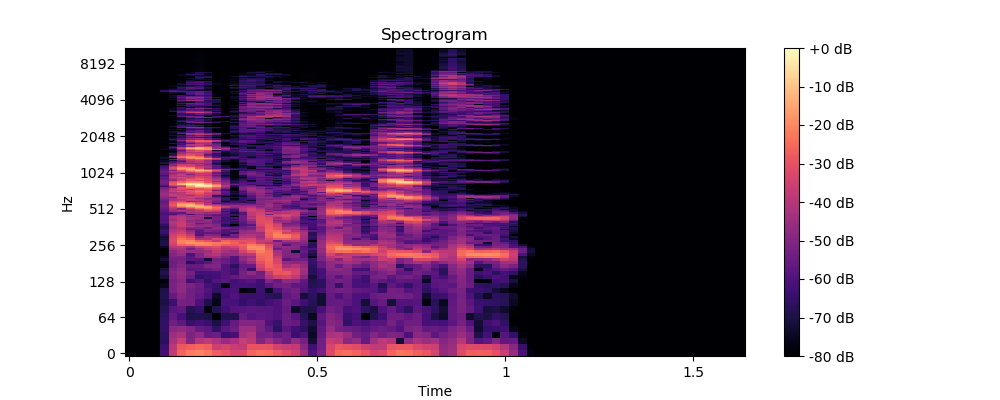 Spectrogram
8192
4096
2048
1024
512
256
128
64
0
Hz
0
0.5
1
1.5
Time
+0 dB
-10 dB
-20 dB
-30 dB
-40 dB
-50 dB
-60 dB
-70 dB
-80 dB